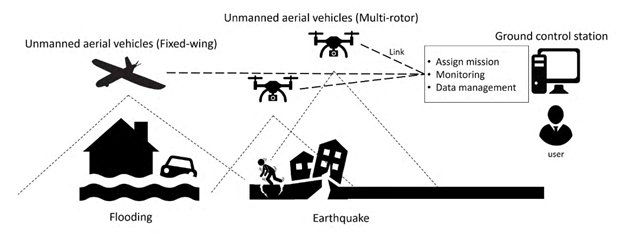 Unmanned aerial vehicles (Multi-rotor)
Ground control station
Unmanned aerial vehicles (Fixed-wing)
Link
• Assign mission
• Monitoring
• Data management
user
Flooding
Earthquake